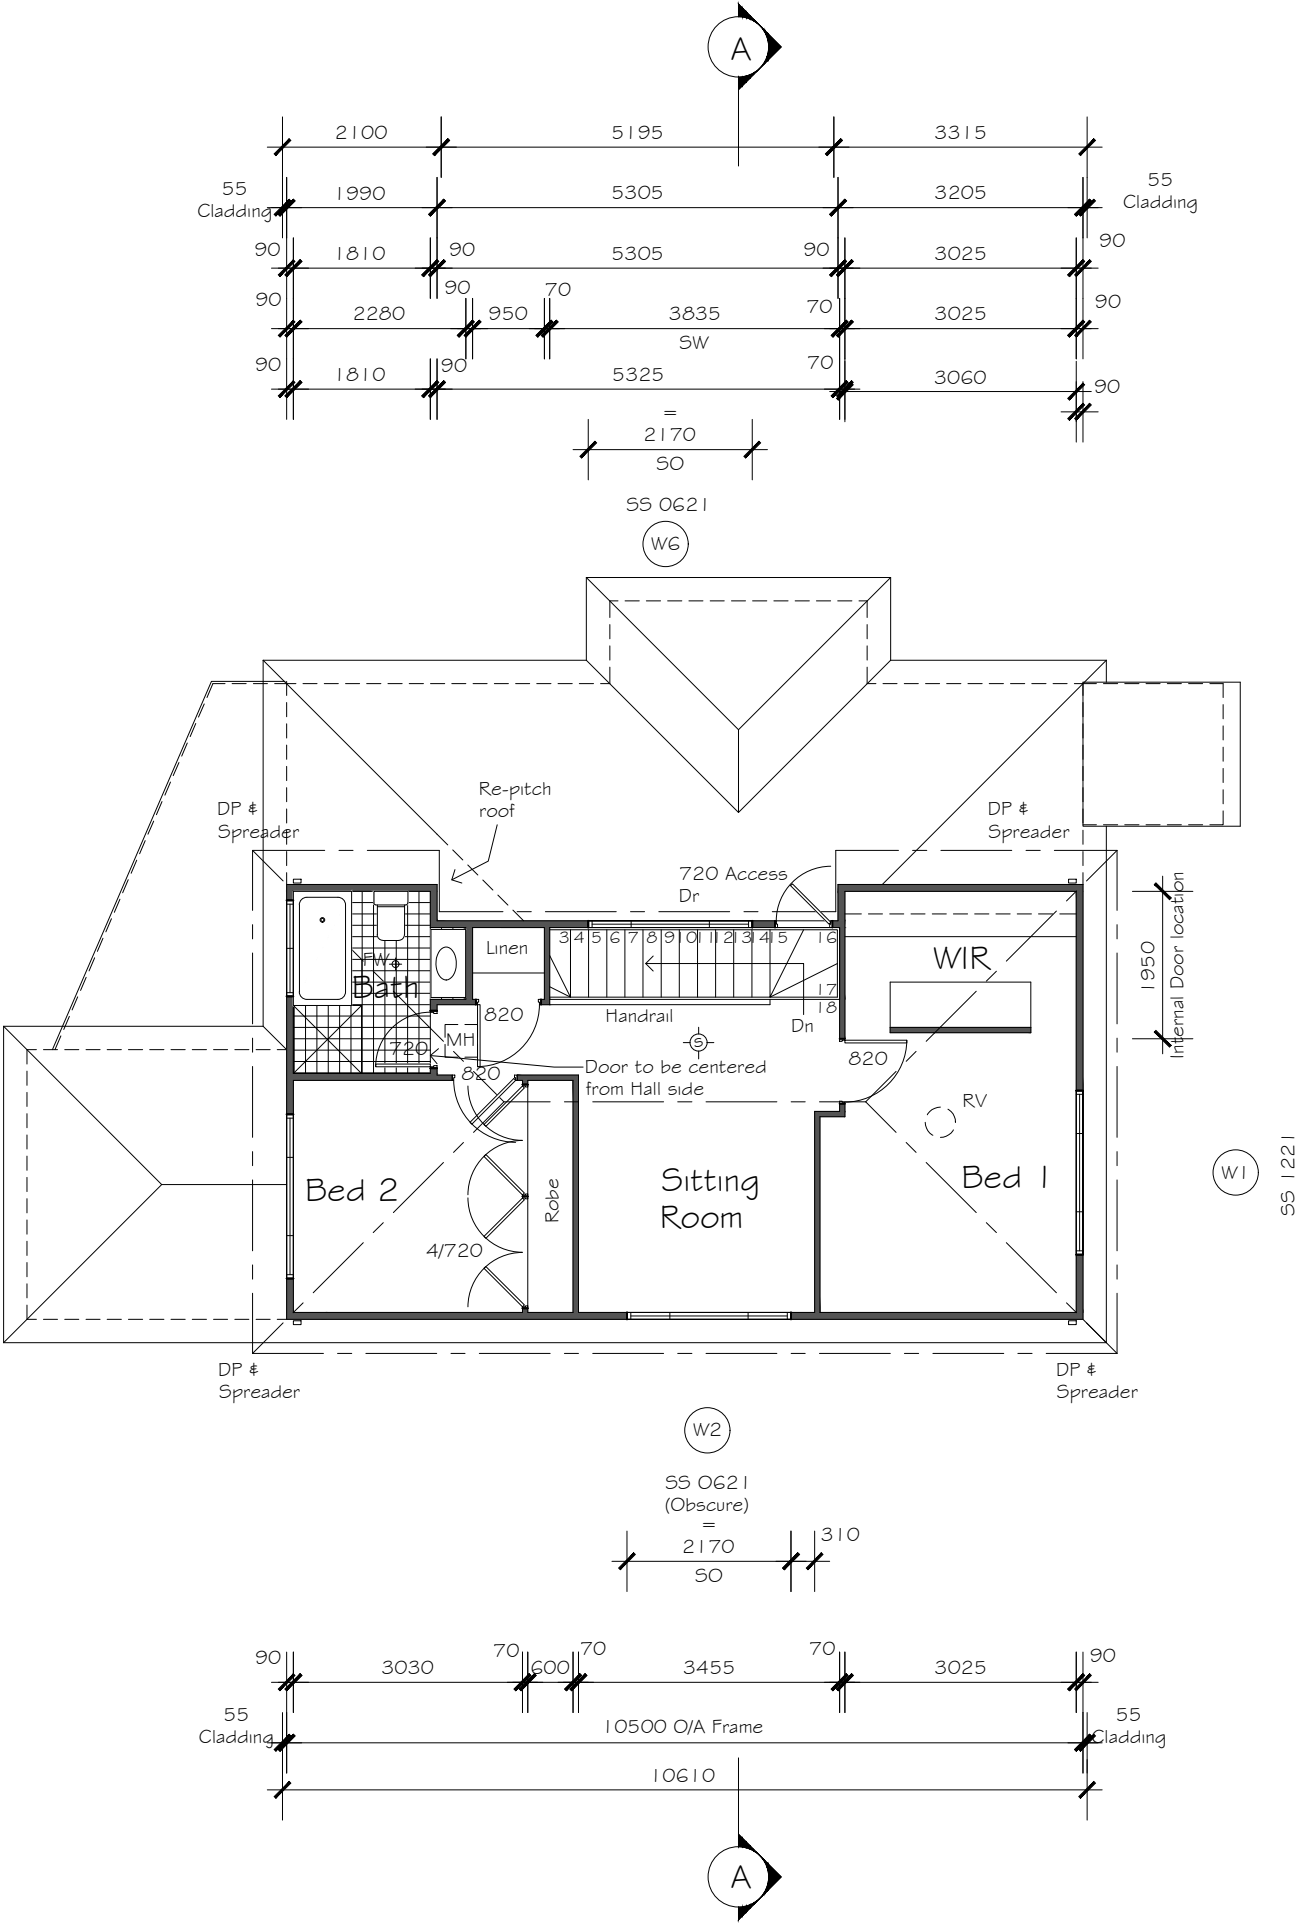 A
2100 5195 3315
55 Cladding 1990 5305 3205 55 Cladding
90 1810 90 5305 90 3025 90
90 2280 90 950 70 3835 70 3025 90
SW
90 1810 90 5325 70 3060 90
=
2170
SO
SS 0621
W6
Re-pitch
roof
DP &
Spreader
DP &
Spreader
720 Access
Dr
3 4 5 6 7 8 9 10 11 12 13 14 15 16
17
18
Linen
FW
Bath
WIR
1950
Internal Door location
820
Handrail
Dn
MH
720
820
S
820
Door to be centered
from Hall side
RV
Bed 2
Robe
Sitting
Room
Bed 1
4/720
W1
SS 1221
DP &
Spreader
DP &
Spreader
W2
SS 0621
(Obscure)
=
2170 310
SO
90 3030 70 600 70 3455 70 3025 90
55 Cladding 10500 O/A Frame 55 Cladding
10610
A